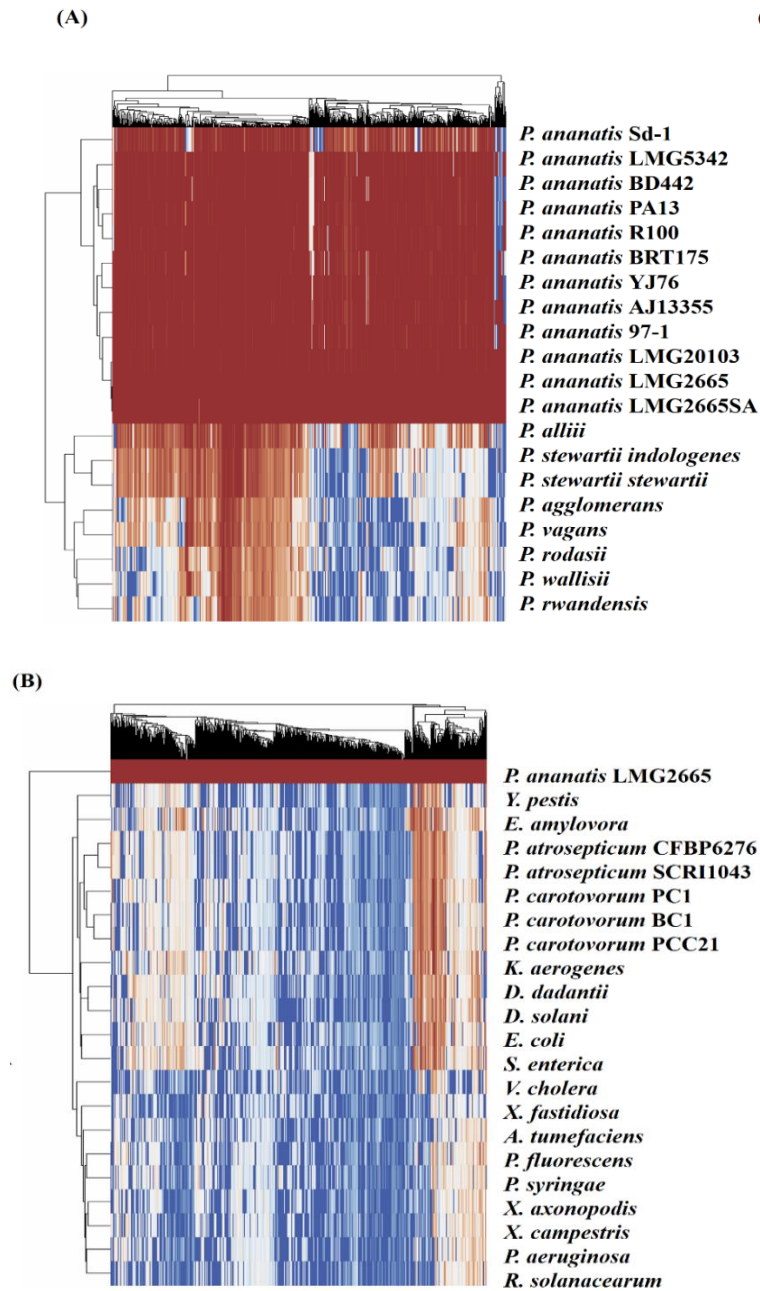 (A)
P. ananatis Sd-1
P. ananatis LMG5342
P. ananatis BD442
P. ananatis PA13
P. ananatis R100
P. ananatis BRT175
P. ananatis YJ76
P. ananatis AJ13355
P. ananatis 97-1
P. ananatis LMG20103
P. ananatis LMG2665
P. ananatis LMG2665SA
P. alliii
P. stewartii indologenes
P. stewartii stewartii
P. agglomerans
P. vagans
P. rodasii
P. wallisii
P. rwandensis
(B)
P. ananatis LMG2665
Y. pestis
E. amylovora
P. atrosepticum CFBP6276
P. atrosepticum SCRI1043
P. carotovorum PC1
P. carotovorum BC1
P. carotovorum PCC21
K. aerogenes
D. dadantii
D. solani
E. coli
S. enterica
V. cholera
X. fastidiosa
A. tumefaciens
P. fluorescens
P. syringae
X. axonopodis
X. campestris
P. aeruginosa
R. solanacearum